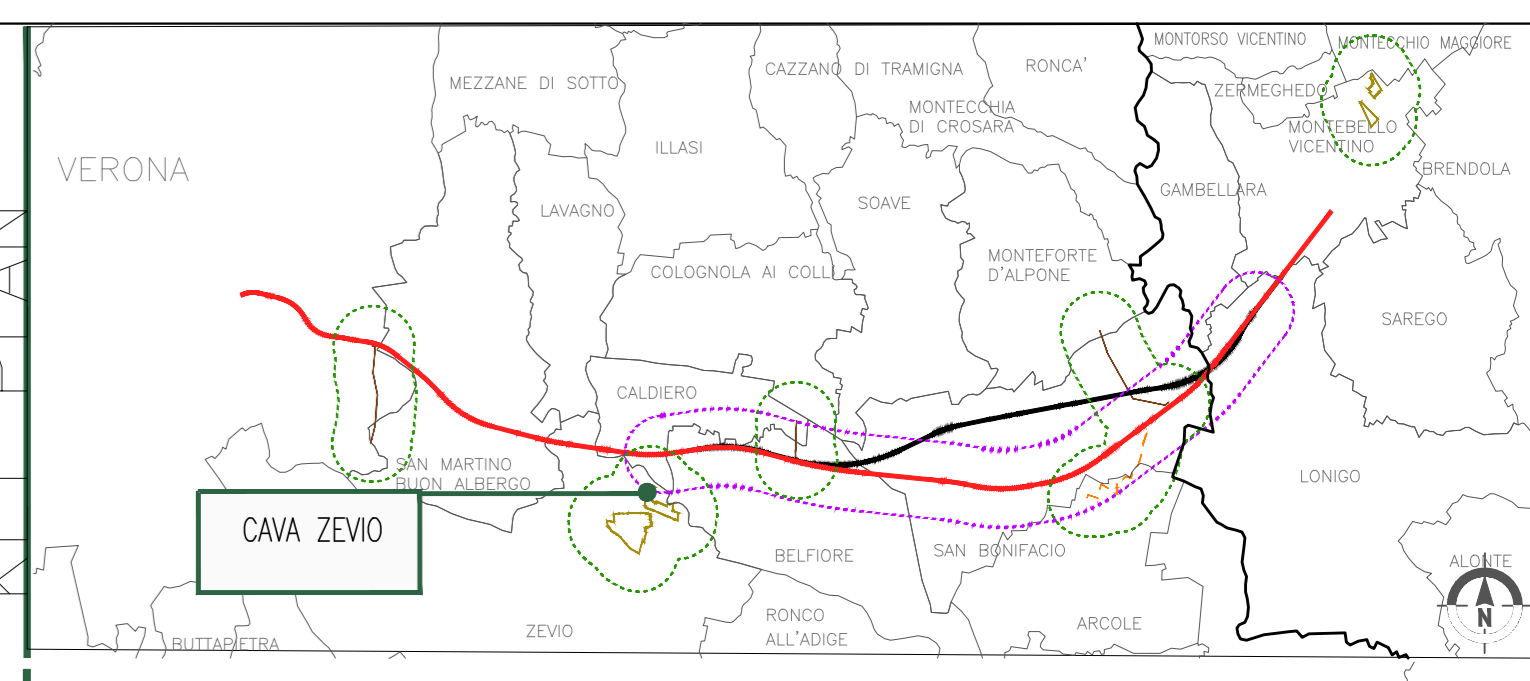 MONTORSO VICENTINO
MONTECCHIO MAGGIORE
MEZZANE DI SOTTO
CAZZANO DI TRAMIGNA
RONCA'
ZERMEGHEDO
MONTECCHIA
DI CROSARA
MONTEBELLO
VICENTINO
ILLASI
VERONA
BRENDOLA
GAMBELLARA
LAVAGNO
SOAVE
MONTEFORTE
D'ALPONE
COLOGNOLA AI COLLI
SAREGO
CALDIERO
SAN MARTINO
BUON ALBERGO
LONIGO
CAVA ZEVIO
BELFIORE
SAN BONIFACIO
ALONTE
N
RONCO
ALL'ADIGE
ARCOLE
ZEVIO
BUTTAPIETRA